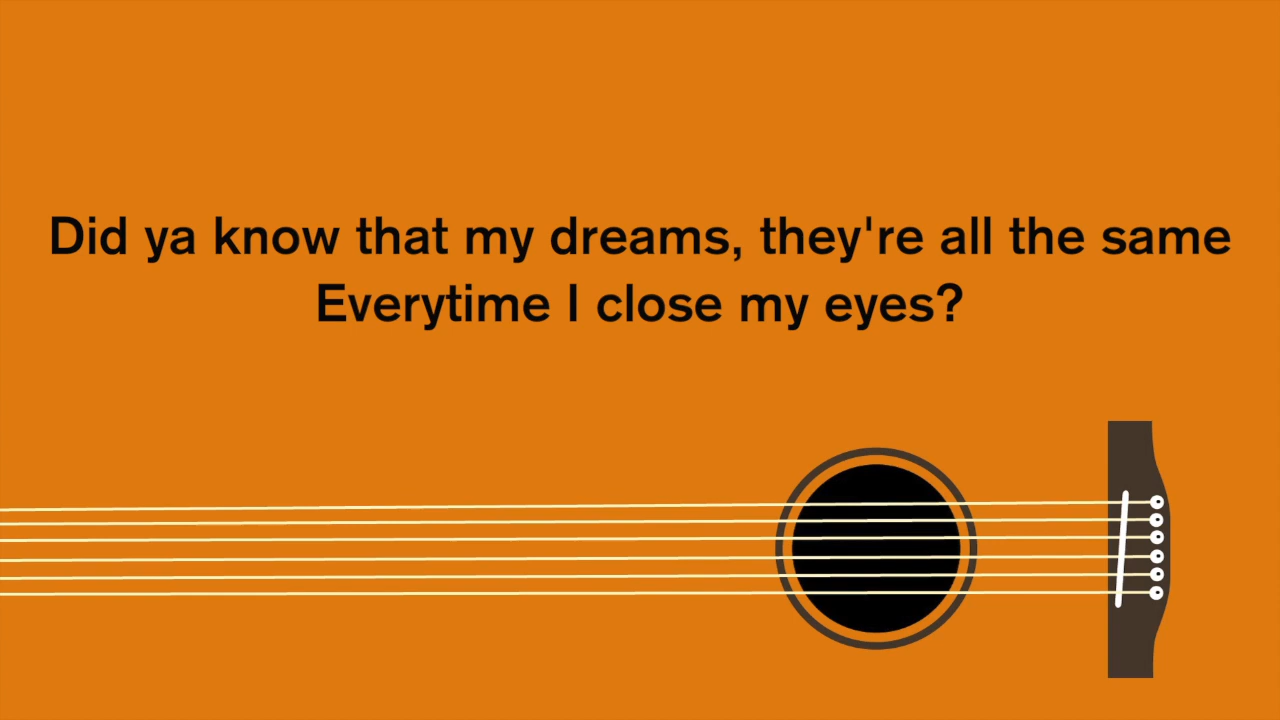 Did ya know that my dreams, they're all the same
Everytime I close my eyes?